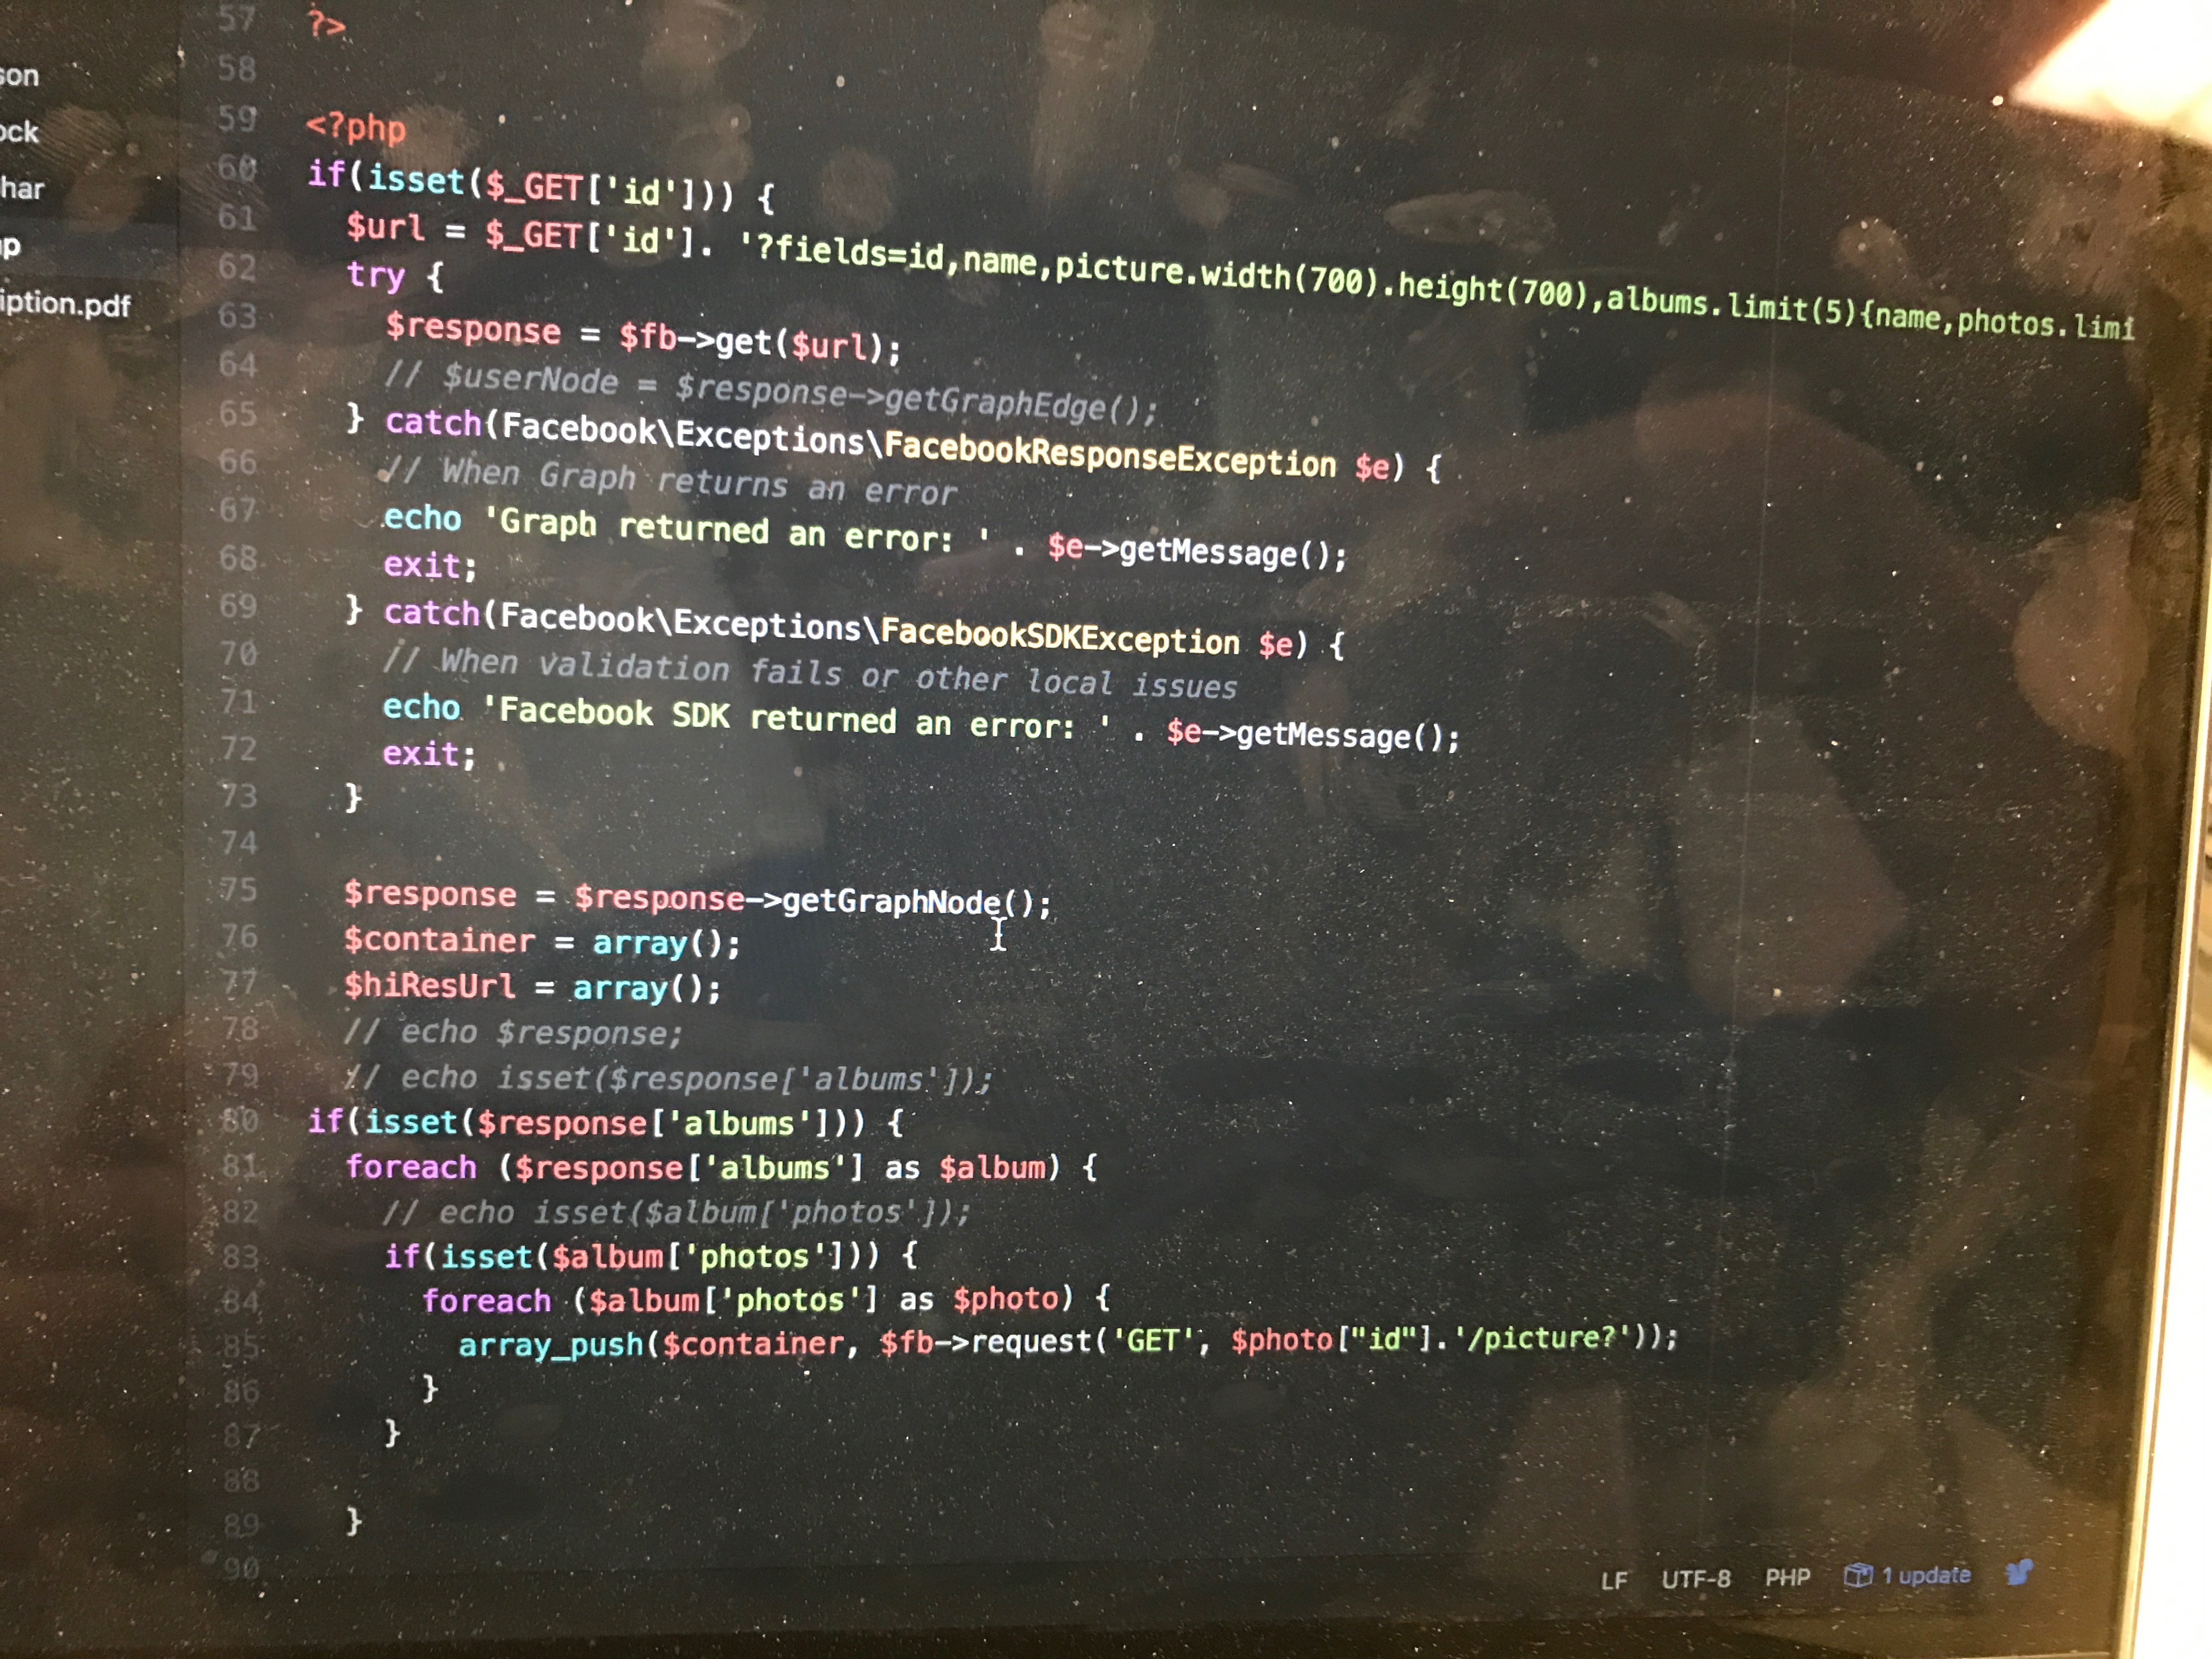 son
ock
har
p
iption.pdf
57 ?>
58
59 <?php
60 if(isset($_GET['id'])) {
61 $url = $_GET['id']. '?fields=id,name,picture.width(700).height(700),albums.limit(5){name,photos.limi
62 try {
63 $response = $fb->get($url);
64 // $userNode = $response->getGraphEdge();
65 } catch(Facebook\Exceptions\FacebookResponseException $e) {
66 // When Graph returns an error
67 echo 'Graph returned an error: ' . $e->getMessage();
68 exit;
69 } catch(Facebook\Exceptions\FacebookSDKException $e) {
70 // When validation fails or other local issues
71 echo 'Facebook SDK returned an error: ' . $e->getMessage();
72 exit;
73 }
74
75 $response = $response->getGraphNode();
76 $container = array();
77 $hiResUrl = array();
78 // echo $response;
79 // echo isset($response['albums']);
80 if(isset($response['albums'])) {
81 foreach ($response['albums'] as $album) {
82 // echo isset($album['photos']);
83 if(isset($album['photos'])) {
84 foreach ($album['photos'] as $photo) {
85 array_push($container, $fb->request('GET', $photo["id"].'/picture?'));
86 }
87 }
88
89 }
90
LF UTF-8 PHP 1 update